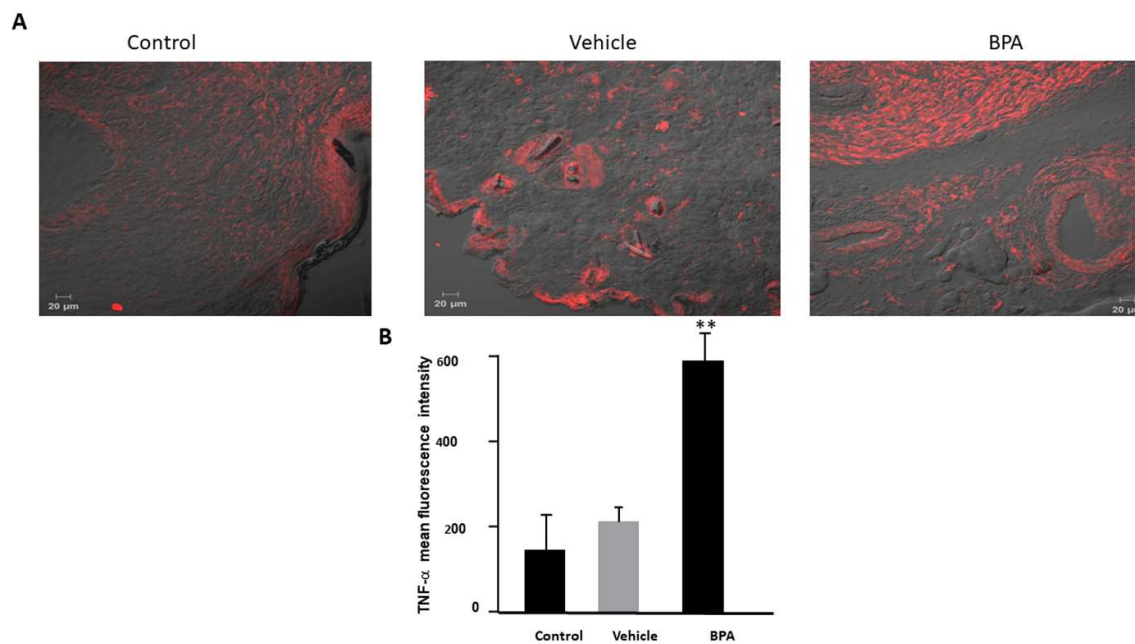 A
Control
Vehicle
BPA
20 µm
20 µm
20 µm
B
**
TNF-α mean fluorescence intensity
600
400
200
0
Control
Vehicle
BPA